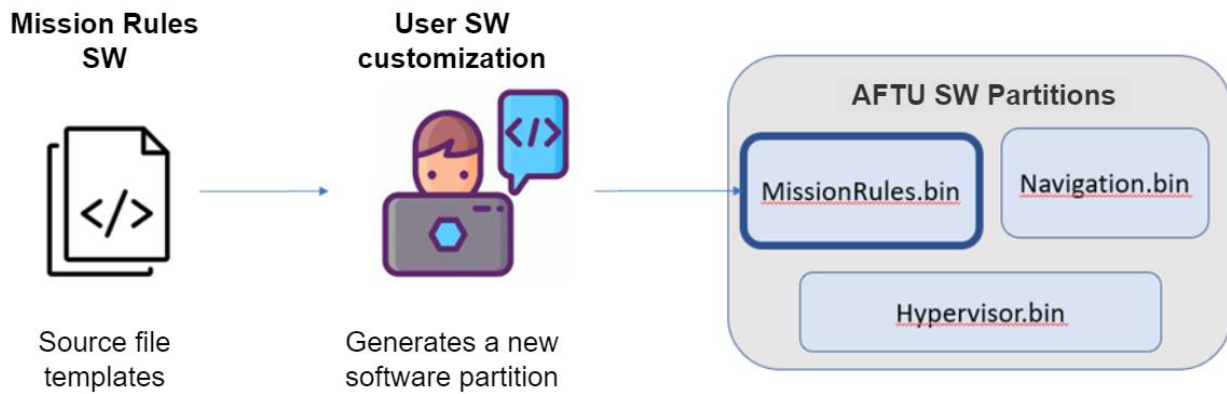 Mission Rules
SW
</>
Source file
templates
User SW
customization
</>
Generates a new
software partition
AFTU SW Partitions
MissionRules.bin
Navigation.bin
Hypervisor.bin